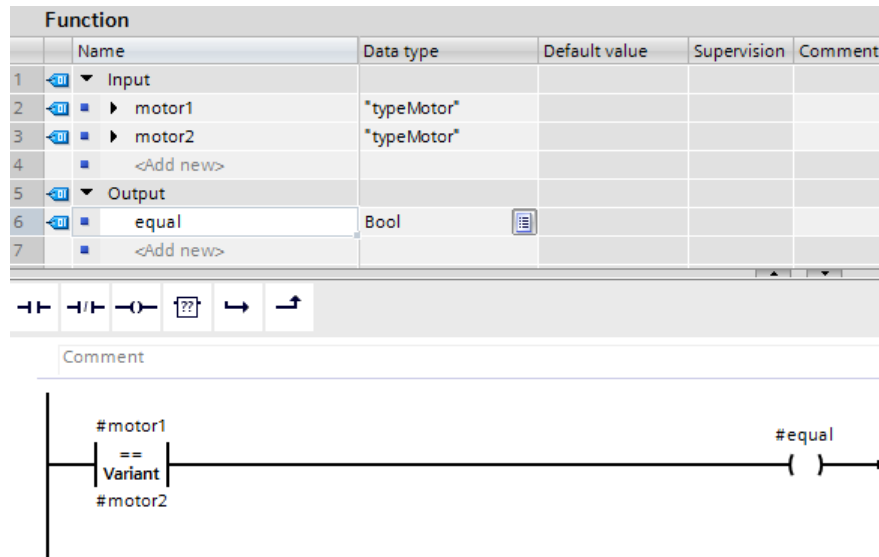 Function
Name Data type Default value Supervision Comment
1 Input
2 motor1 "typeMotor"
3 motor2 "typeMotor"
4 <Add new>
5 Output
6 equal Bool
7 <Add new>
??
Comment
#motor1
#equal
==
Variant
#motor2